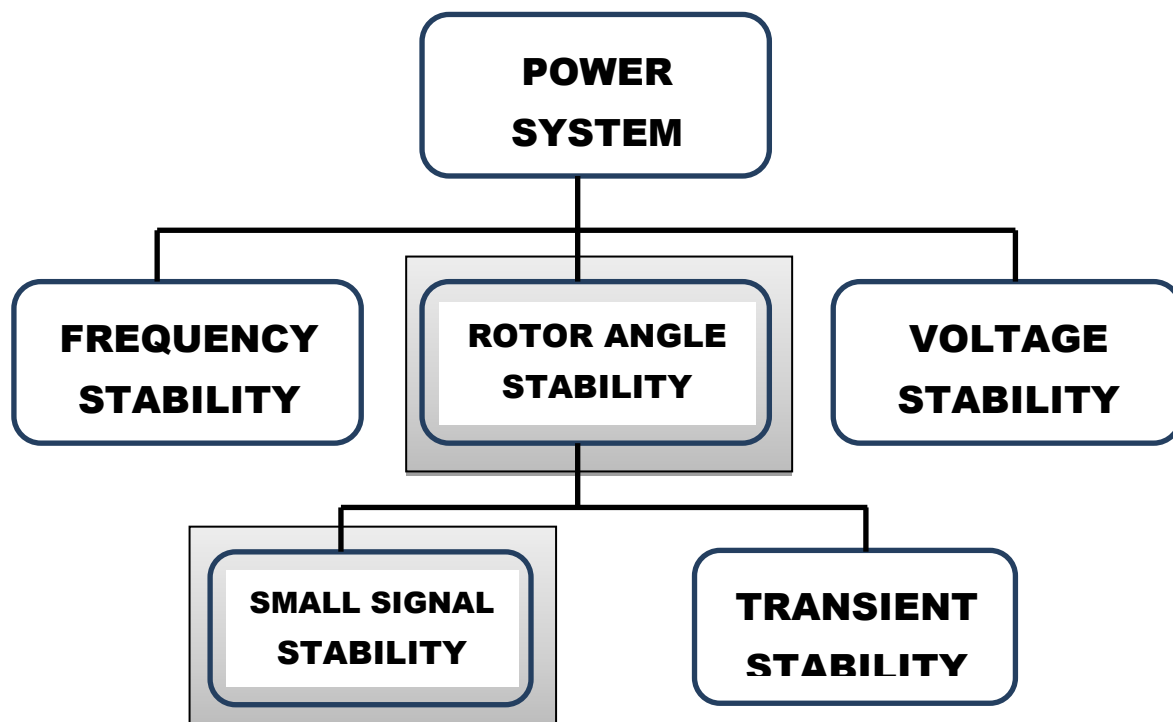 POWER
SYSTEM
FREQUENCY
STABILITY
ROTOR ANGLE
STABILITY
VOLTAGE
STABILITY
SMALL SIGNAL
STABILITY
TRANSIENT
STABILITY